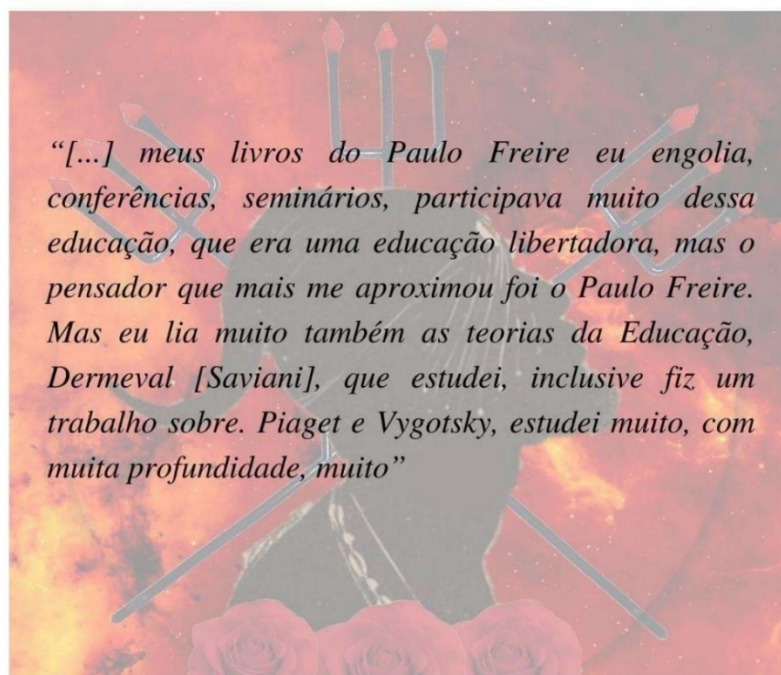 “[...] meus livros do Paulo Freire eu engolia,
conferências, seminários, participava muito dessa
educação, que era uma educação libertadora, mas o
pensador que mais me aproximou foi o Paulo Freire.
Mas eu lia muito também as teorias da Educação,
Dermeval [Saviani], que estudei, inclusive fiz um
trabalho sobre. Piaget e Vygotsky, estudei muito, com
muita profundidade, muito”